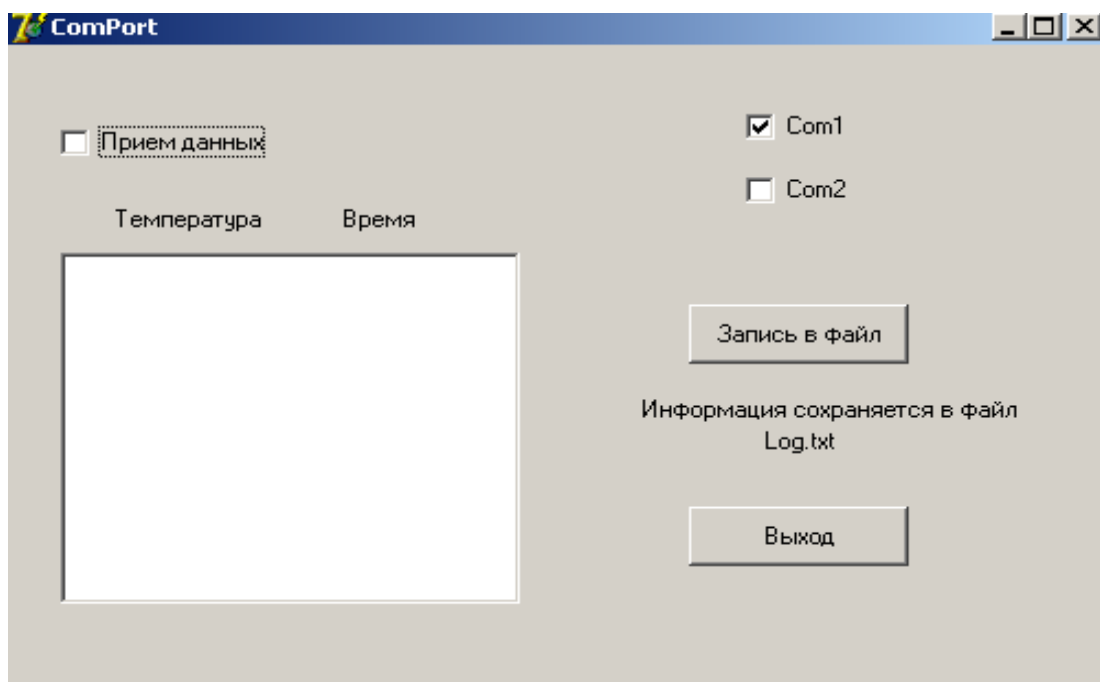 ComPort
Прием данных
Com1
Com2
Температура Время
Запись в файл
Информация сохраняется в файл
Log.txt
Выход